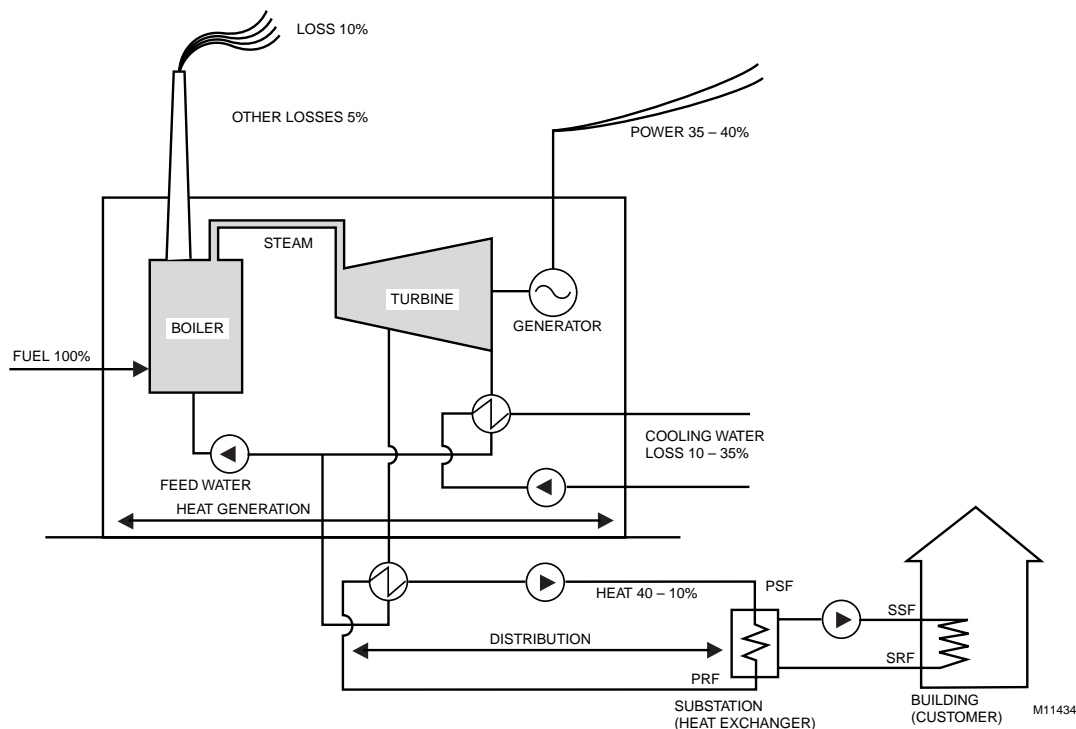 LOSS 10%
OTHER LOSSES 5%
POWER 35 – 40%
STEAM
TURBINE
BOILER
GENERATOR
FUEL 100%
COOLING WATER
LOSS 10 – 35%
FEED WATER
HEAT GENERATION
HEAT 40 – 10%
PSF
SSF
DISTRIBUTION
SRF
PRF
SUBSTATION
(HEAT EXCHANGER)
BUILDING
(CUSTOMER)
M11434